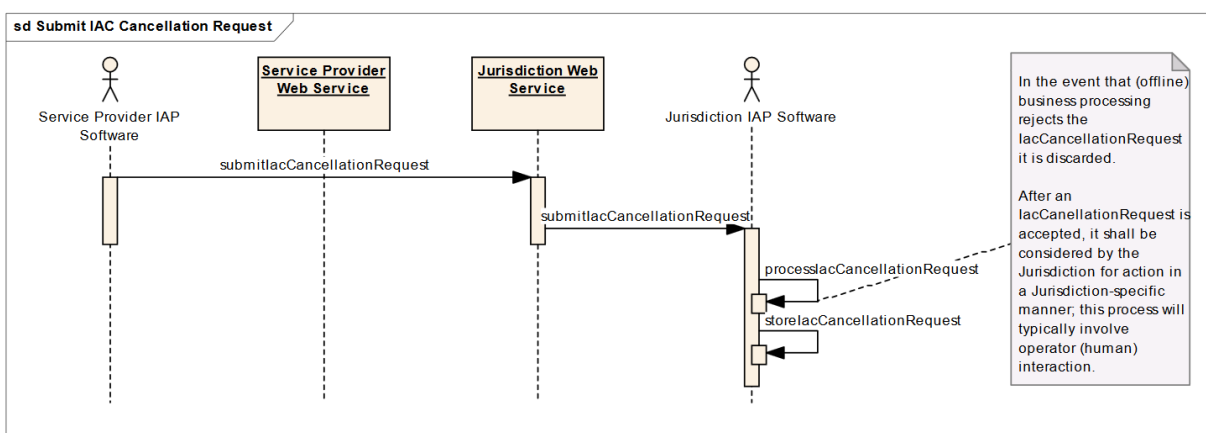 sd Submit IAC Cancellation Request
Service Provider IAP
Software
Service Provider
Web Service
Jurisdiction Web
Service
Jurisdiction IAP Software
submitIacCancellationRequest
submitIacCancellationRequest
processIacCancellationRequest
storeIacCancellationRequest
In the event that (offline)
business processing
rejects the
IacCancellationRequest
it is discarded.
After an
IacCanellationRequest is
accepted, it shall be
considered by the
Jurisdiction for action in
a Jurisdiction-specific
manner; this process will
typically involve
operator (human)
interaction.